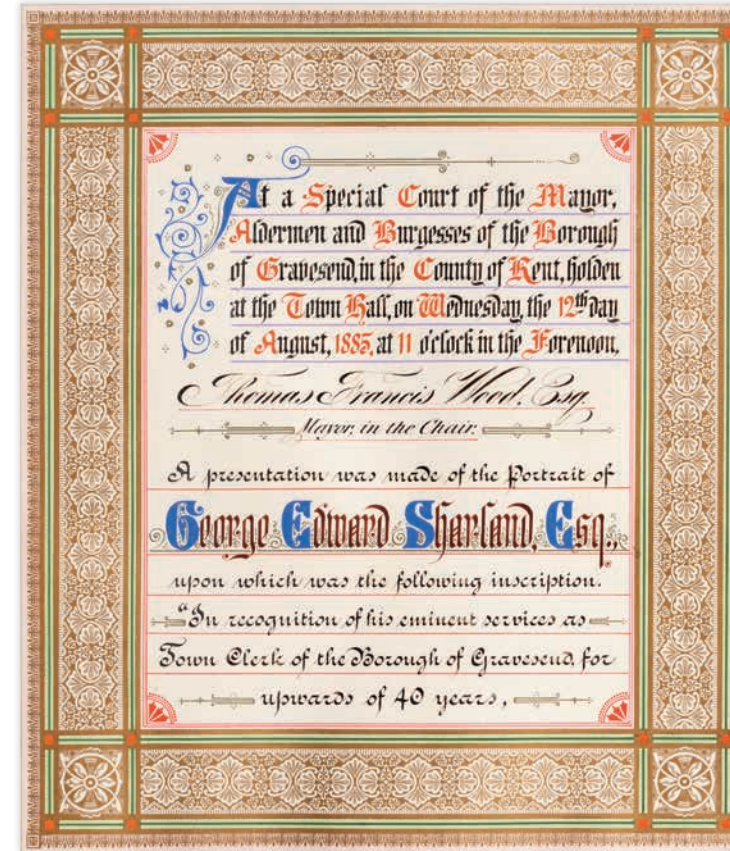 At a Special Court of the Mayor,
Aldermen and Burgesses of the Borough
of Gravesend, in the County of Kent, holden
at the Town Hall, on Wednesday, the 12th Day
of August, 1885, at 11 o'clock in the Forenoon,
Thomas Francis Wood, Esq.
Mayor, in the Chair.
A presentation was made of the Portrait of
George Edward Sharland, Esq.,
upon which was the following inscription.
"In recognition of his eminent services as
Town Clerk of the Borough of Gravesend, for
upwards of 40 years,